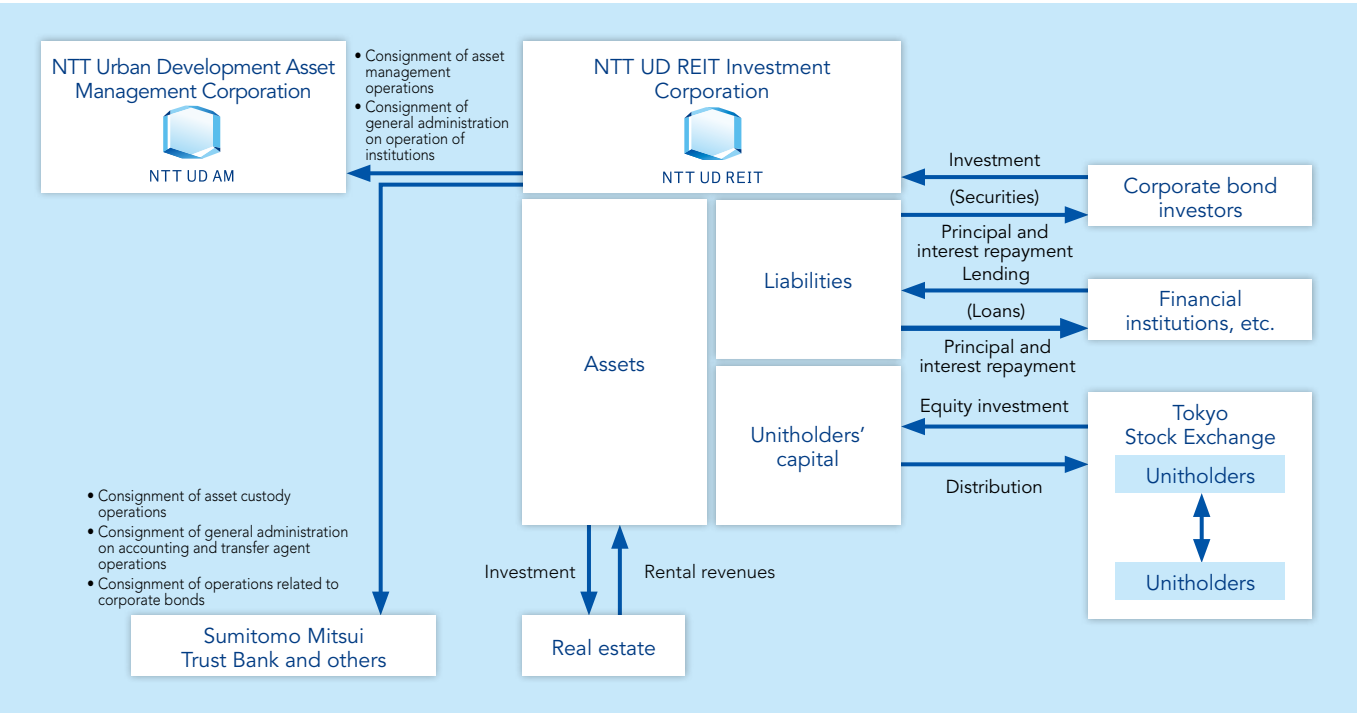 NTT Urban Development Asset
Management Corporation
NTT UD AM
• Consignment of asset
management
operations
• Consignment of
general administration
on operation of
institutions
NTT UD REIT Investment
Corporation
NTT UD REIT
Investment
(Securities)
Principal and
interest repayment
Corporate bond
investors
Lending
(Loans)
Principal and
interest repayment
Financial
institutions, etc.
Assets
Liabilities
Unitholders’
capital
Equity investment
Distribution
Tokyo
Stock Exchange
Unitholders
Unitholders
• Consignment of asset custody
operations
• Consignment of general administration
on accounting and transfer agent
operations
• Consignment of operations related to
corporate bonds
Investment
Rental revenues
Sumitomo Mitsui
Trust Bank and others
Real estate